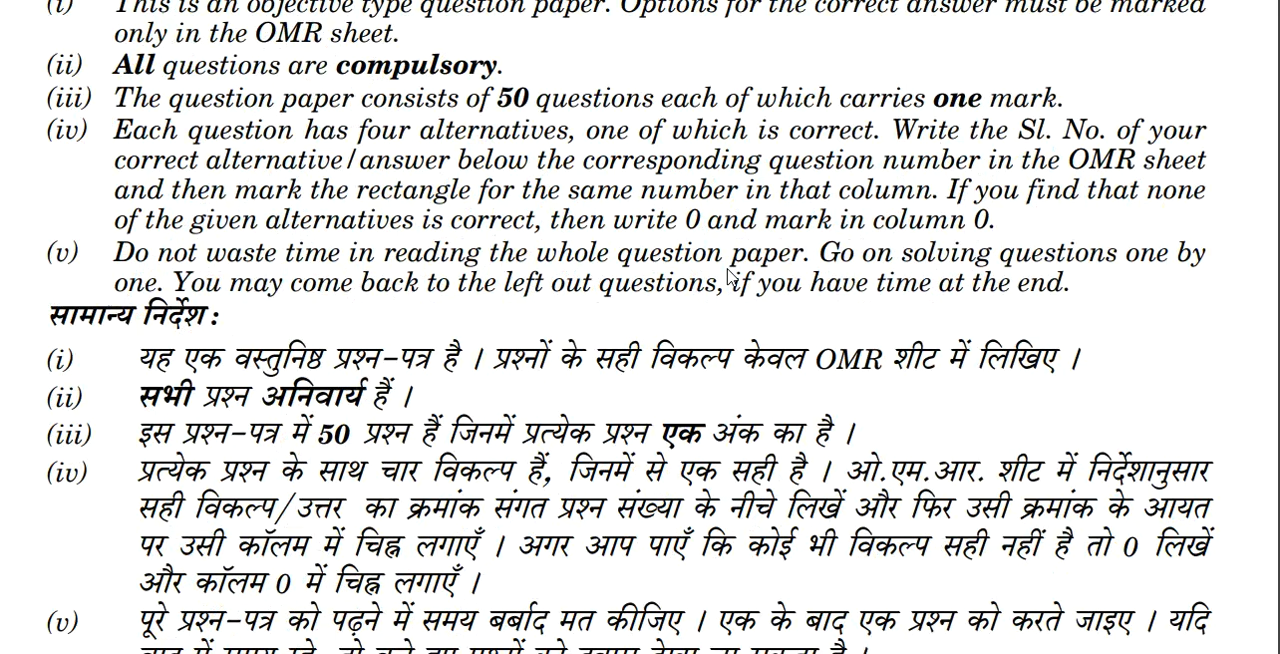 (i) This is an objective type question paper. Options for the correct answer must be marked
only in the OMR sheet.
(ii) All questions are compulsory.
(iii) The question paper consists of 50 questions each of which carries one mark.
(iv) Each question has four alternatives, one of which is correct. Write the Sl. No. of your
correct alternative/answer below the corresponding question number in the OMR sheet
and then mark the rectangle for the same number in that column. If you find that none
of the given alternatives is correct, then write 0 and mark in column 0.
(v) Do not waste time in reading the whole question paper. Go on solving questions one by
one. You may come back to the left out questions, if you have time at the end.
सामान्य निर्देश :
(i) यह एक वस्तुनिष्ठ प्रश्न-पत्र है । प्रश्नों के सही विकल्प केवल OMR शीट में लिखिए ।
(ii) सभी प्रश्न अनिवार्य हैं ।
(iii) इस प्रश्न-पत्र में 50 प्रश्न हैं जिनमें प्रत्येक प्रश्न एक अंक का है ।
(iv) प्रत्येक प्रश्न के साथ चार विकल्प हैं, जिनमें से एक सही है । ओ.एम.आर. शीट में निर्देशानुसार
सही विकल्प/उत्तर का क्रमांक संगत प्रश्न संख्या के नीचे लिखें और फिर उसी क्रमांक के आयत
पर उसी कॉलम में चिह्न लगाएँ । अगर आप पाएँ कि कोई भी विकल्प सही नहीं है तो 0 लिखें
और कॉलम 0 में चिह्न लगाएँ ।
(v) पूरे प्रश्न-पत्र को पढ़ने में समय बर्बाद मत कीजिए । एक के बाद एक प्रश्न को करते जाइए । यदि